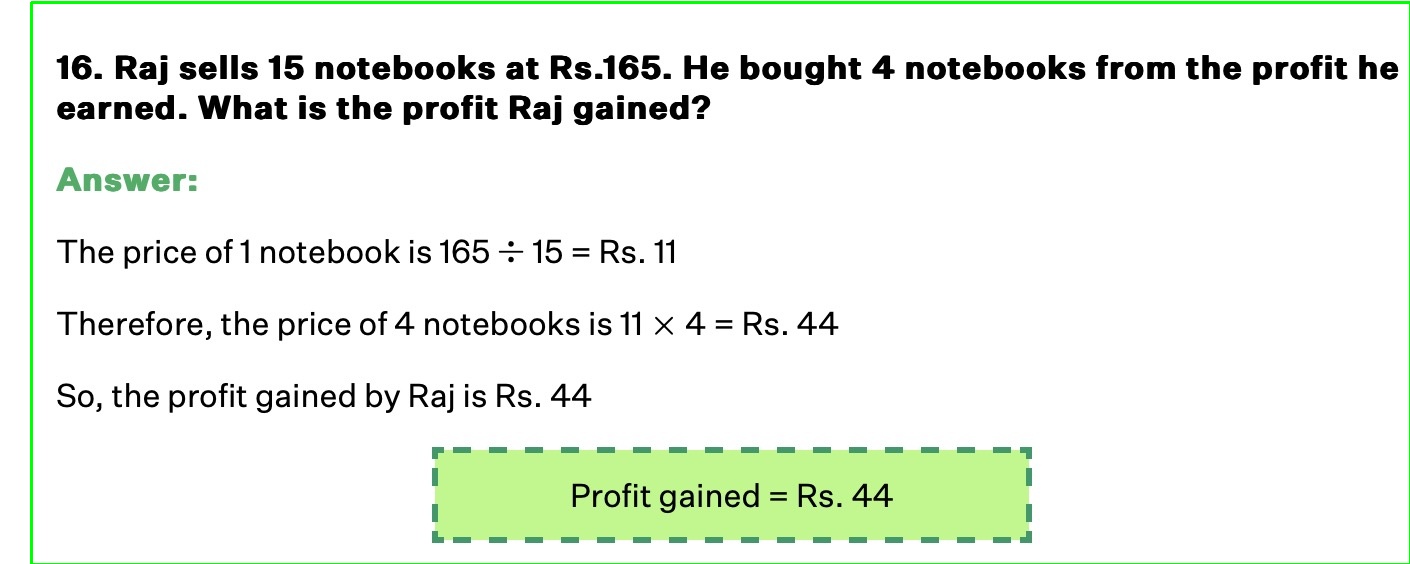 16. Raj sells 15 notebooks at Rs.165. He bought 4 notebooks from the profit he
earned. What is the profit Raj gained?
Answer:
The price of 1 notebook is 165 ÷ 15 = Rs. 11
Therefore, the price of 4 notebooks is 11 × 4 = Rs. 44
So, the profit gained by Raj is Rs. 44
Profit gained = Rs. 44